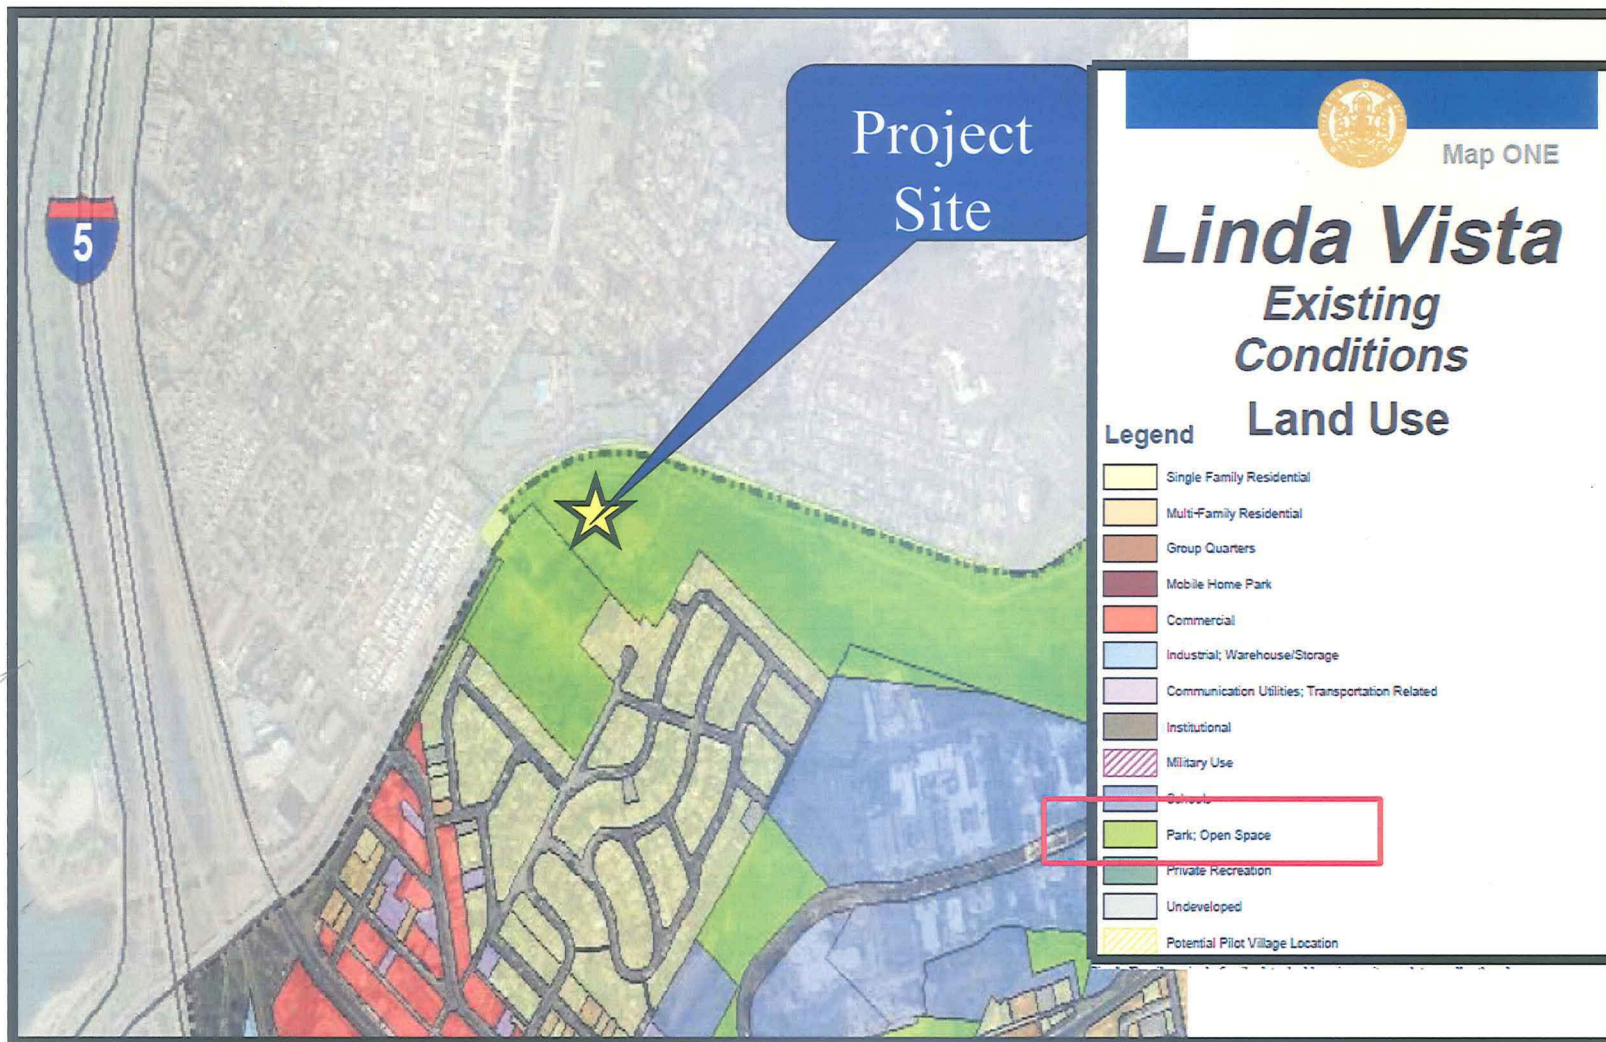 5
Project
Site
Map ONE
Linda Vista
Existing
Conditions
Land Use
Legend
Single Family Residential
Multi-Family Residential
Group Quarters
Mobile Home Park
Commercial
Industrial; Warehouse/Storage
Communication Utilities; Transportation Related
Institutional
Military Use
Schools
Park; Open Space
Private Recreation
Undeveloped
Potential Pilot Village Location